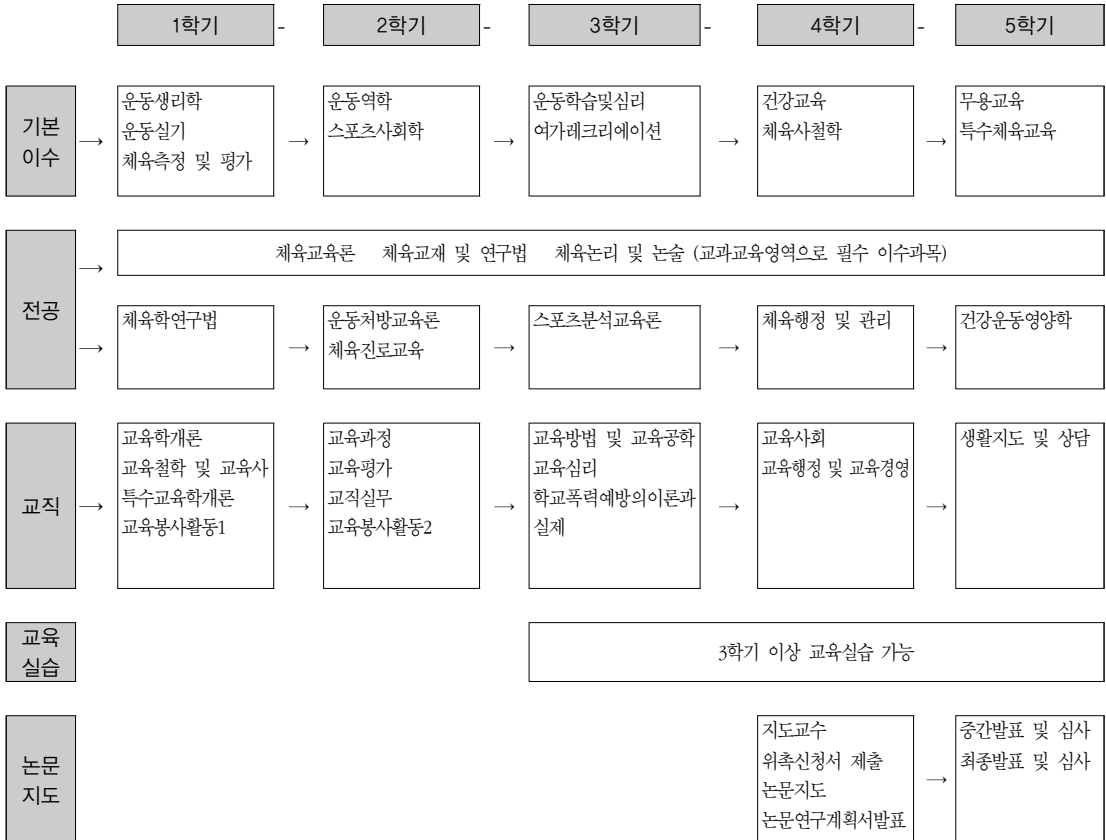 1학기 - 2학기 - 3학기 - 4학기 - 5학기
기본
이수
→
운동생리학
운동실기
체육측정 및 평가
→
운동역학
스포츠사회학
→
운동학습및심리
여가레크리에이션
→
건강교육
체육사철학
→
무용교육
특수체육교육
전공
→
체육교육론 체육교재 및 연구법 체육논리 및 논술 (교과교육영역으로 필수 이수과목)
→
체육학연구법
→
운동처방교육론
체육진로교육
→
스포츠분석교육론
→
체육행정 및 관리
→
건강운동영양학
교직
→
교육학개론
교육철학 및 교육사
특수교육학개론
교육봉사활동1
교육과정
교육평가
교직실무
교육봉사활동2
→
교육방법 및 교육공학
교육심리
학교폭력예방의이론과
실제
→
교육사회
교육행정 및 교육경영
→
생활지도 및 상담
교육
실습
3학기 이상 교육실습 가능
논문
지도
지도교수
위촉신청서 제출
논문지도
논문연구계획서발표
→
중간발표 및 심사
최종발표 및 심사